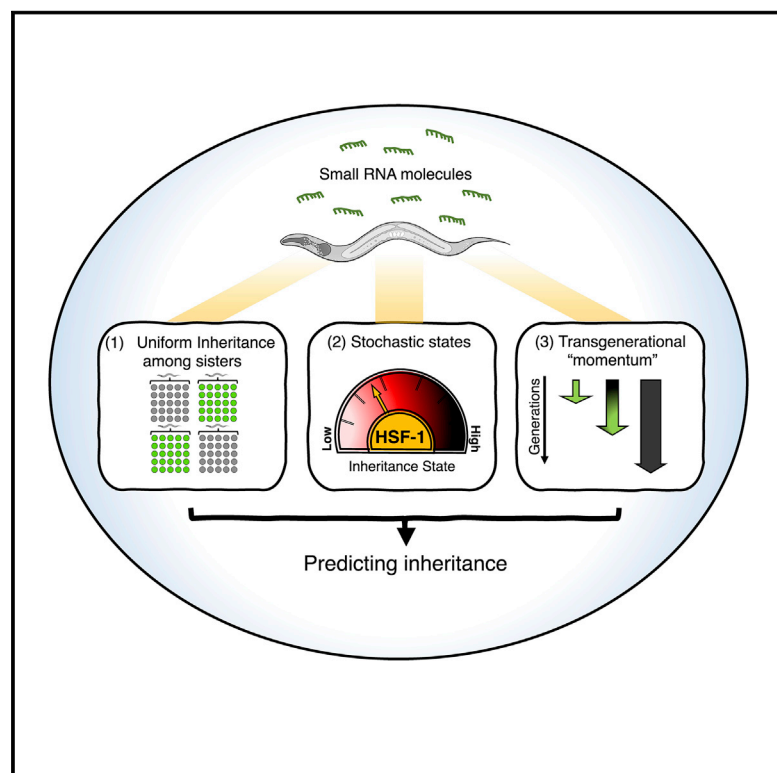 Small RNA molecules
(1) Uniform Inheritance
among sisters
(2) Stochastic states
Low
HSF-1
High
Inheritance State
(3) Transgenerational
"momentum"
Generations
Predicting inheritance